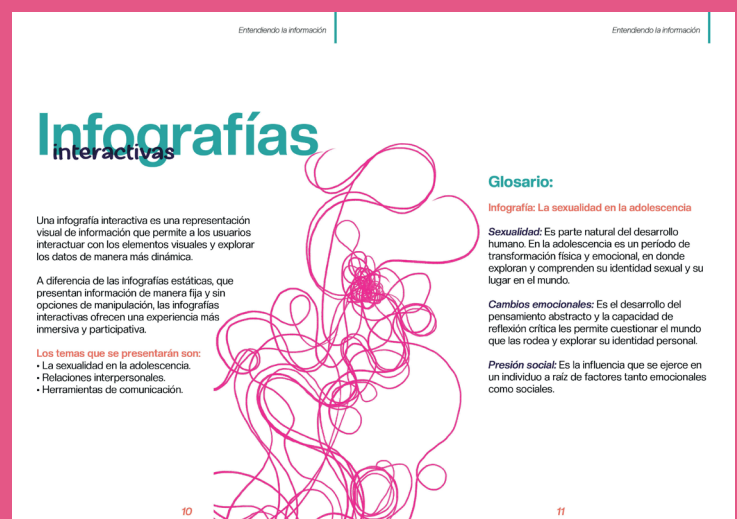 Entendiendo la información
Infografías
interactivas
Una infografía interactiva es una representación
visual de información que permite a los usuarios
interactuar con los elementos visuales y explorar
los datos de manera más dinámica.
A diferencia de las infografías estáticas, que
presentan información de manera fija y sin
opciones de manipulación, las infografías
interactivas ofrecen una experiencia más
inmersiva y participativa.
Los temas que se presentarán son:
• La sexualidad en la adolescencia.
• Relaciones interpersonales.
• Herramientas de comunicación.
10
Entendiendo la información
Glosario:
Infografía: La sexualidad en la adolescencia
Sexualidad: Es parte natural del desarrollo
humano. En la adolescencia es un período de
transformación física y emocional, en donde
exploran y comprenden su identidad sexual y su
lugar en el mundo.
Cambios emocionales: Es el desarrollo del
pensamiento abstracto y la capacidad de
reflexión crítica les permite cuestionar el mundo
que las rodea y explorar su identidad personal.
Presión social: Es la influencia que se ejerce en
un individuo a raíz de factores tanto emocionales
como sociales.
11